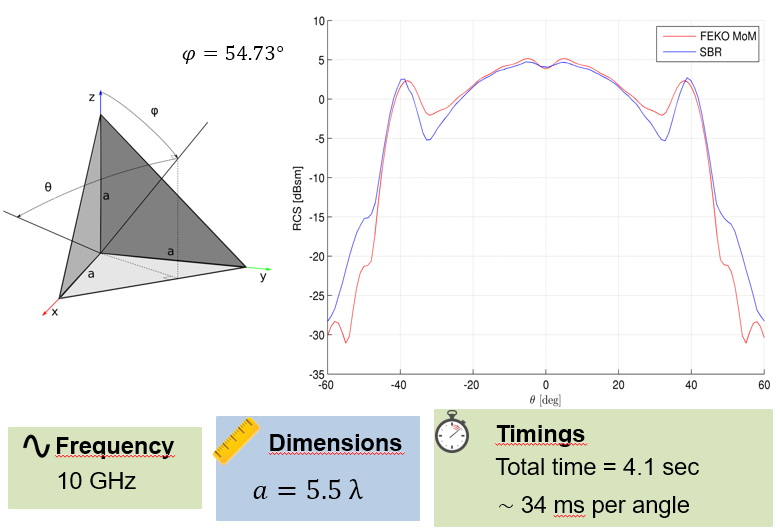 φ = 54.73°
z
φ
θ
a
a
a
x
y
10
5
0
-5
-10
-15
-20
-25
-30
-35
RCS [dBsm]
-60
-40
-20
0
20
40
60
θ [deg]
FEKO MoM
SBR
Frequency
10 GHz
Dimensions
a = 5.5 λ
Timings
Total time = 4.1 sec
~ 34 ms per angle